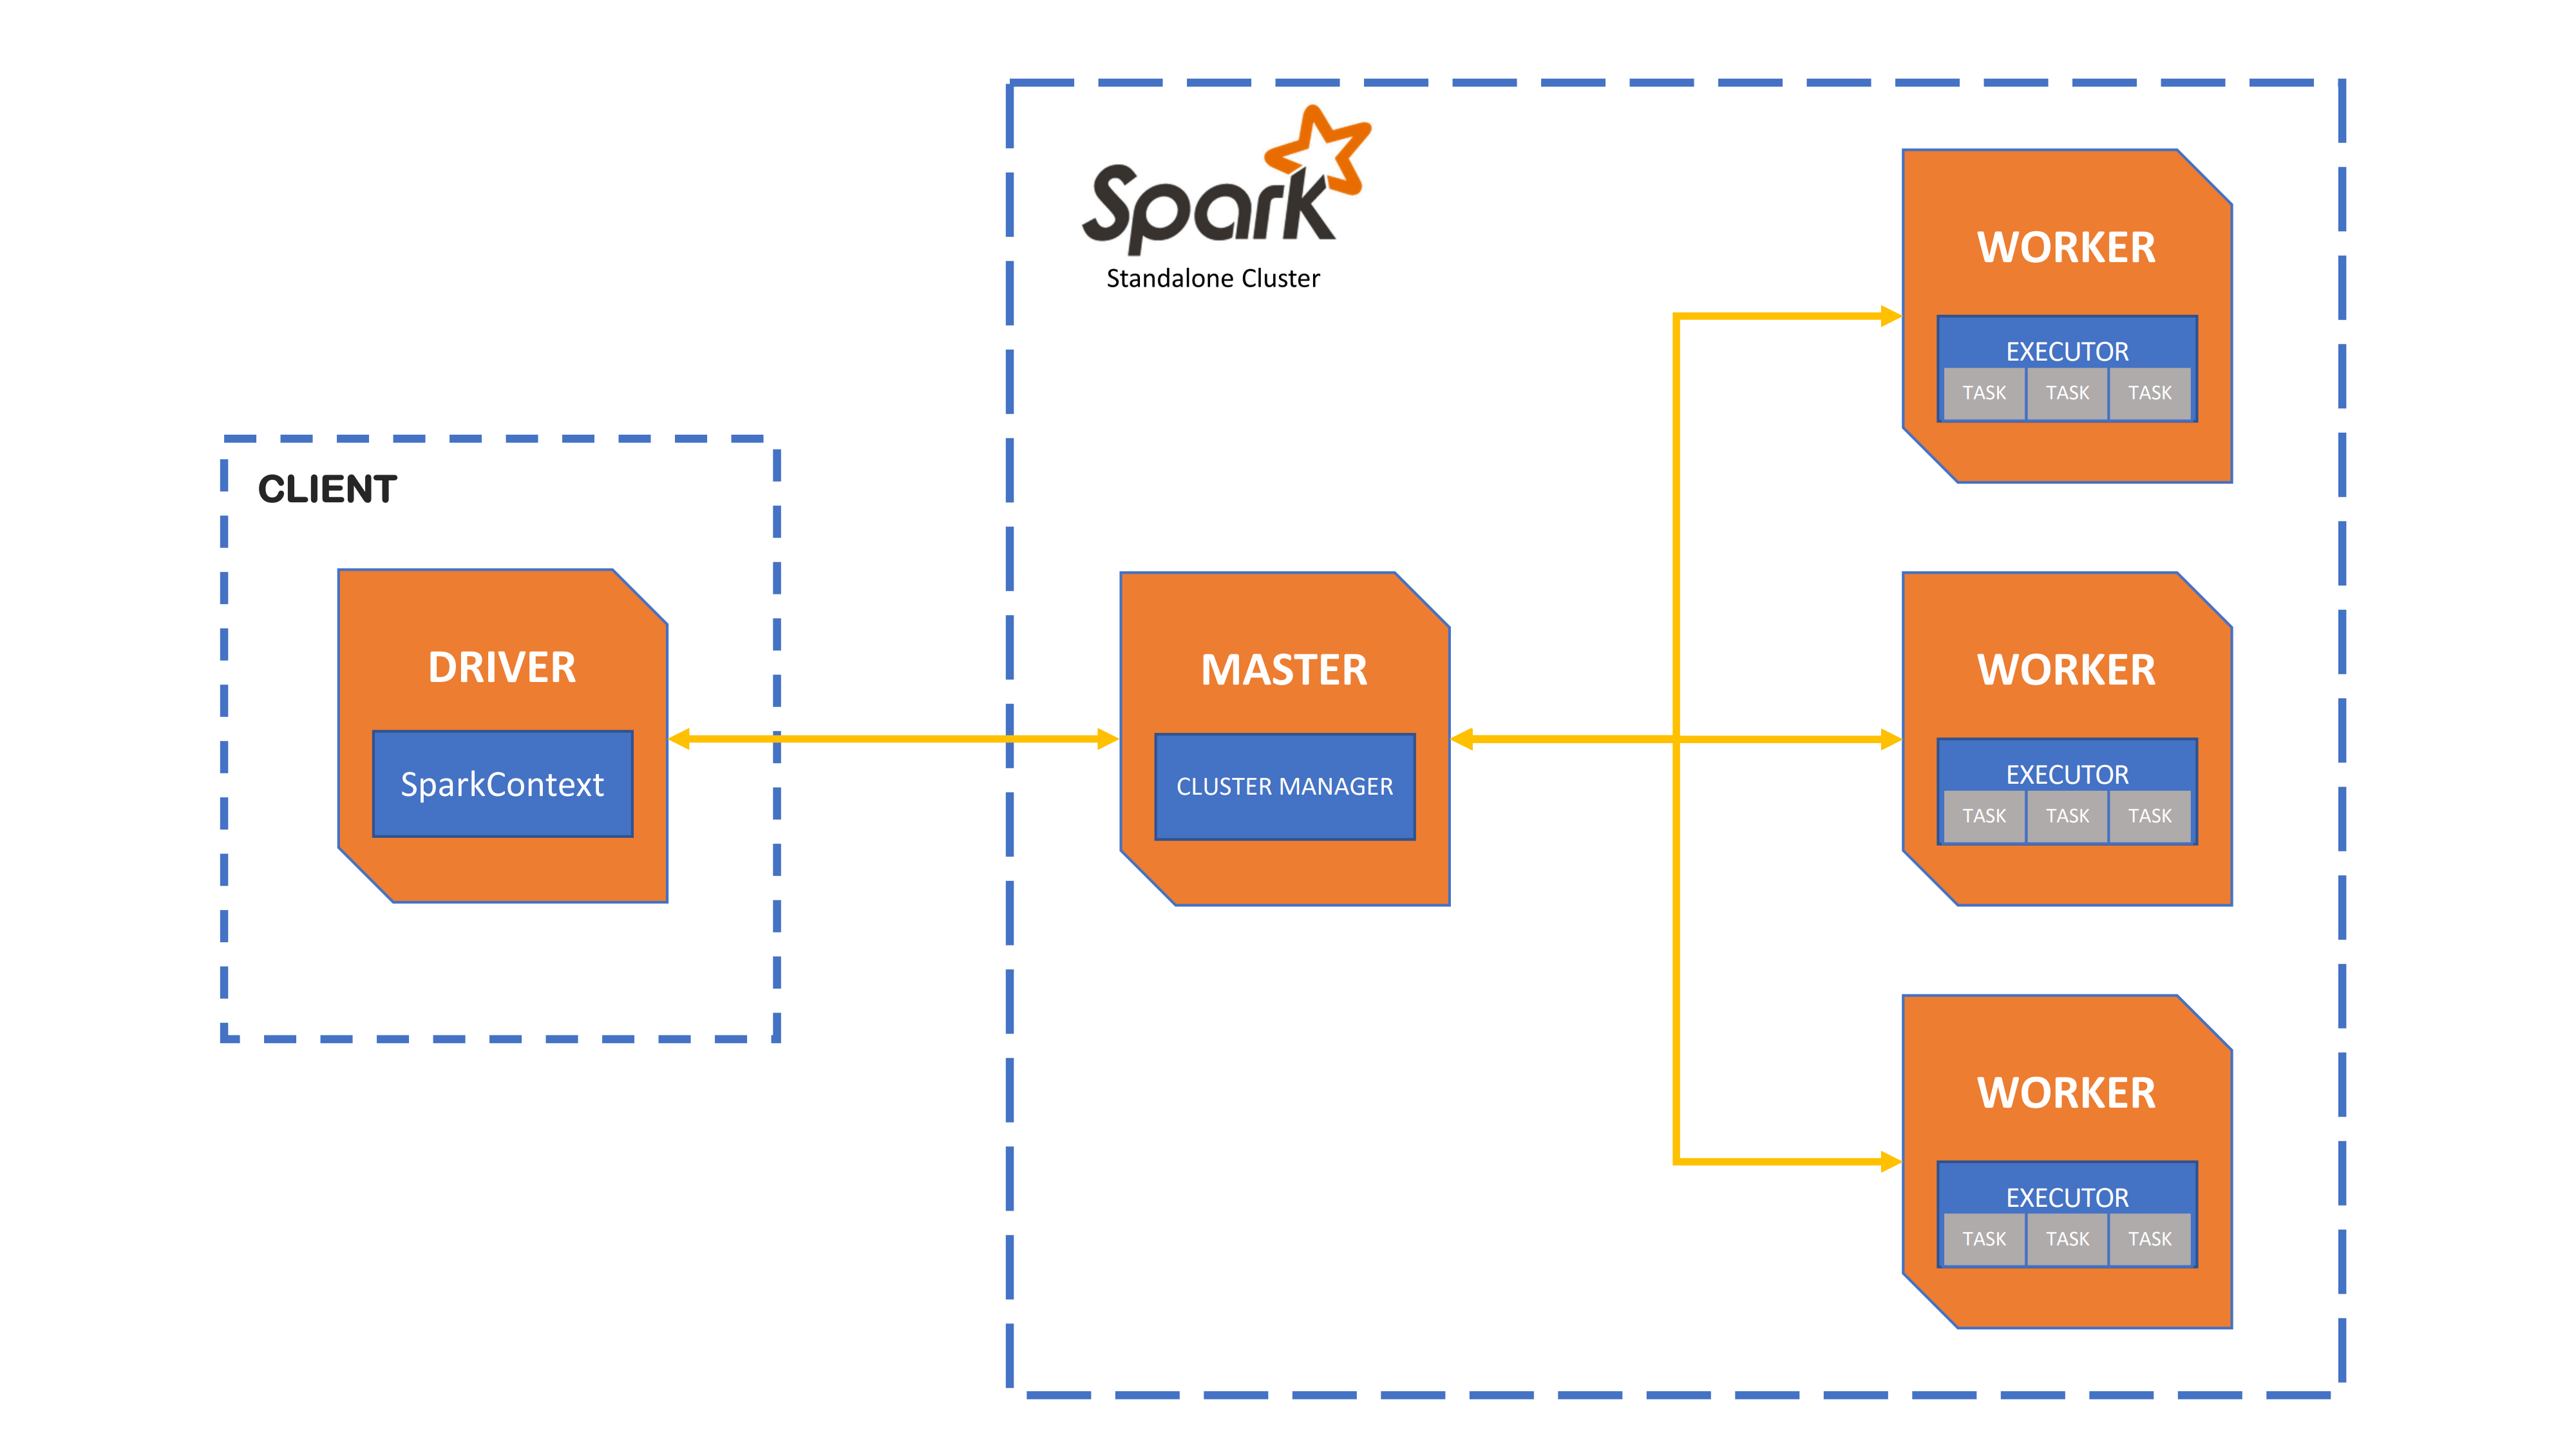 Spark
Standalone Cluster
CLIENT
DRIVER
SparkContext
MASTER
CLUSTER MANAGER
WORKER
EXECUTOR
TASK TASK TASK
WORKER
EXECUTOR
TASK TASK TASK
WORKER
EXECUTOR
TASK TASK TASK